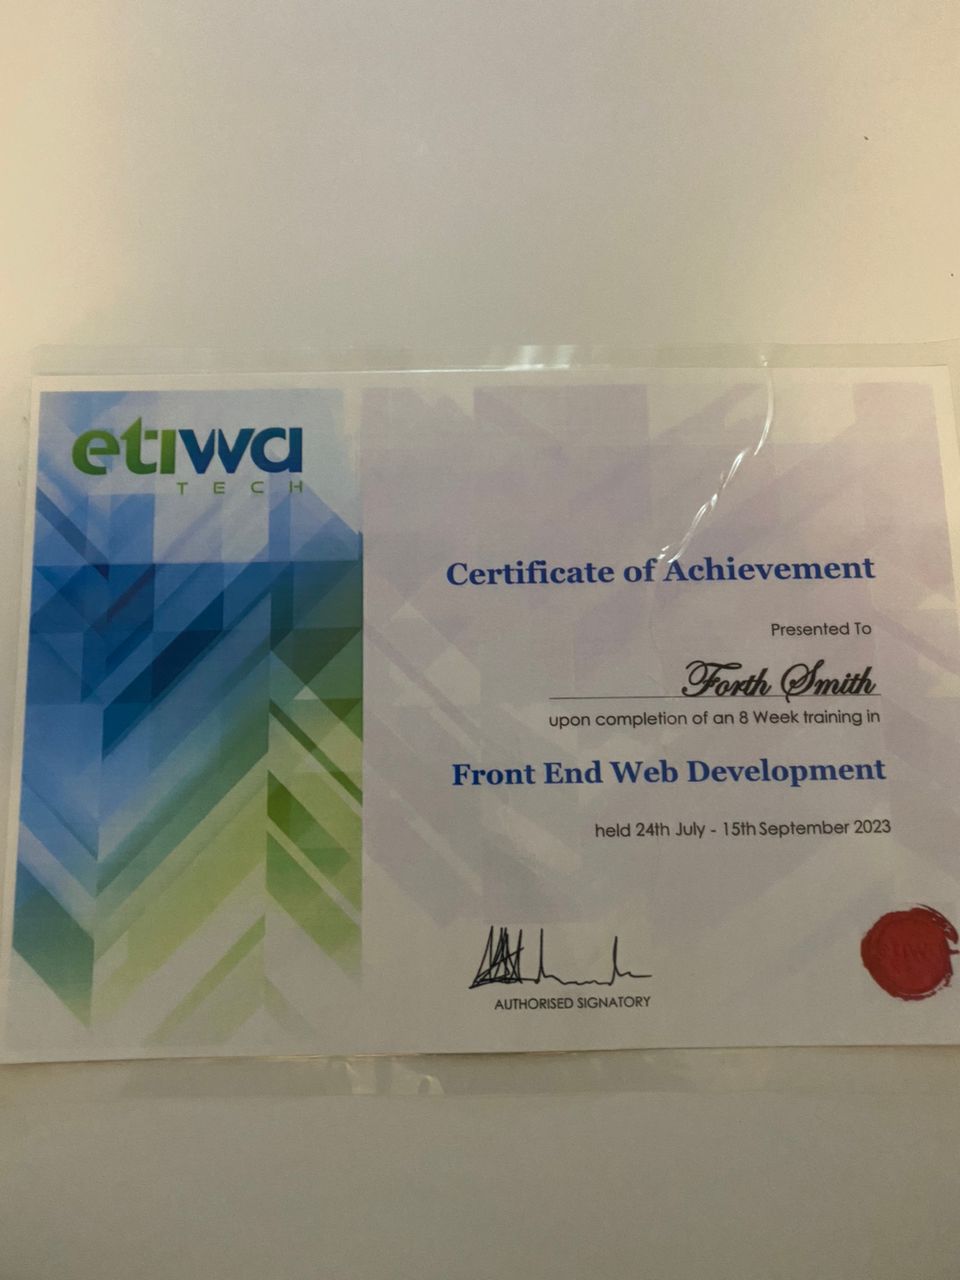 etiwa
TECH
Certificate of Achievement
Presented To
Forth Smith
upon completion of an 8 Week training in
Front End Web Development
held 24th July - 15th September 2023
AUTHORISED SIGNATORY